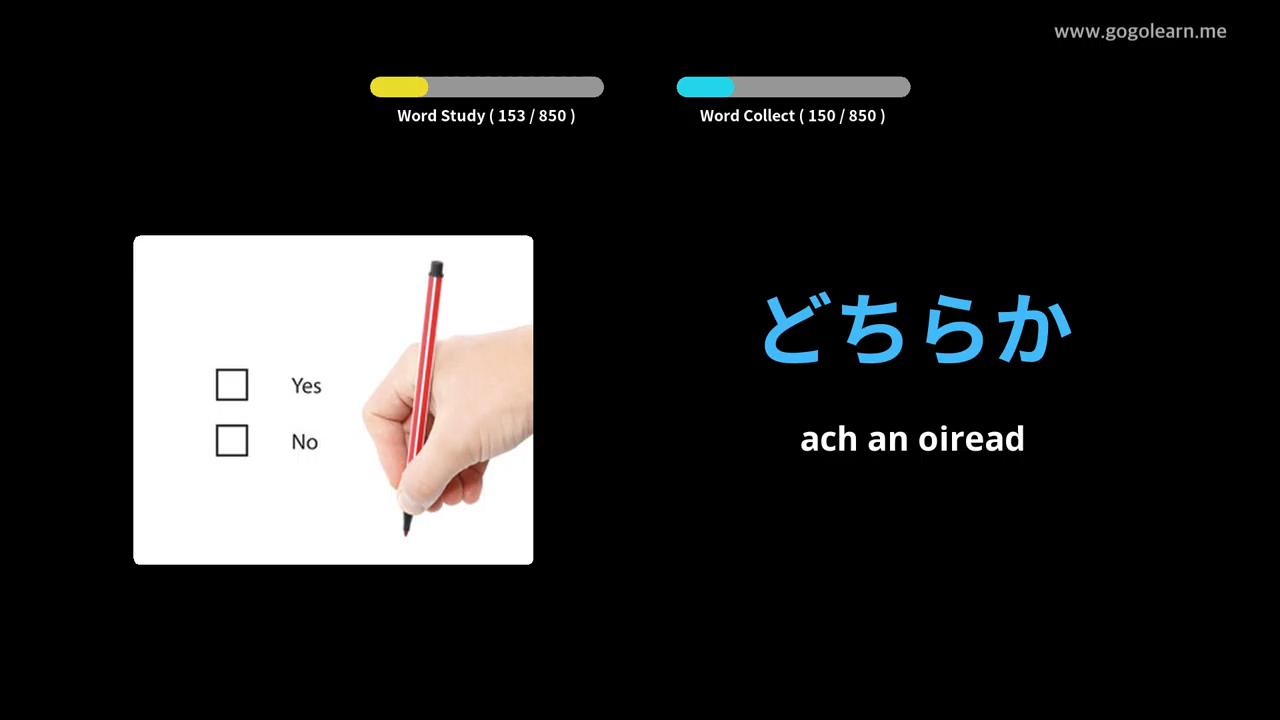 www.gogolearn.me
Word Study ( 153 / 850 )
Word Collect ( 150 / 850 )
Yes
No
どちらか
ach an oiread